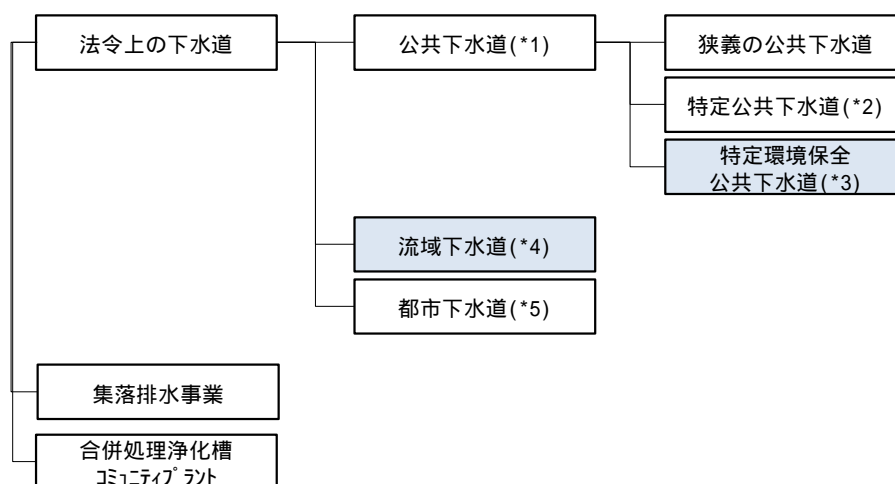 法令上の下水道
公共下水道(*1)
狭義の公共下水道
特定公共下水道(*2)
特定環境保全
公共下水道(*3)
流域下水道(*4)
都市下水道(*5)
集落排水事業
合併処理浄化槽
ｺﾐｭﾆﾃｨﾌﾟﾗﾝﾄ